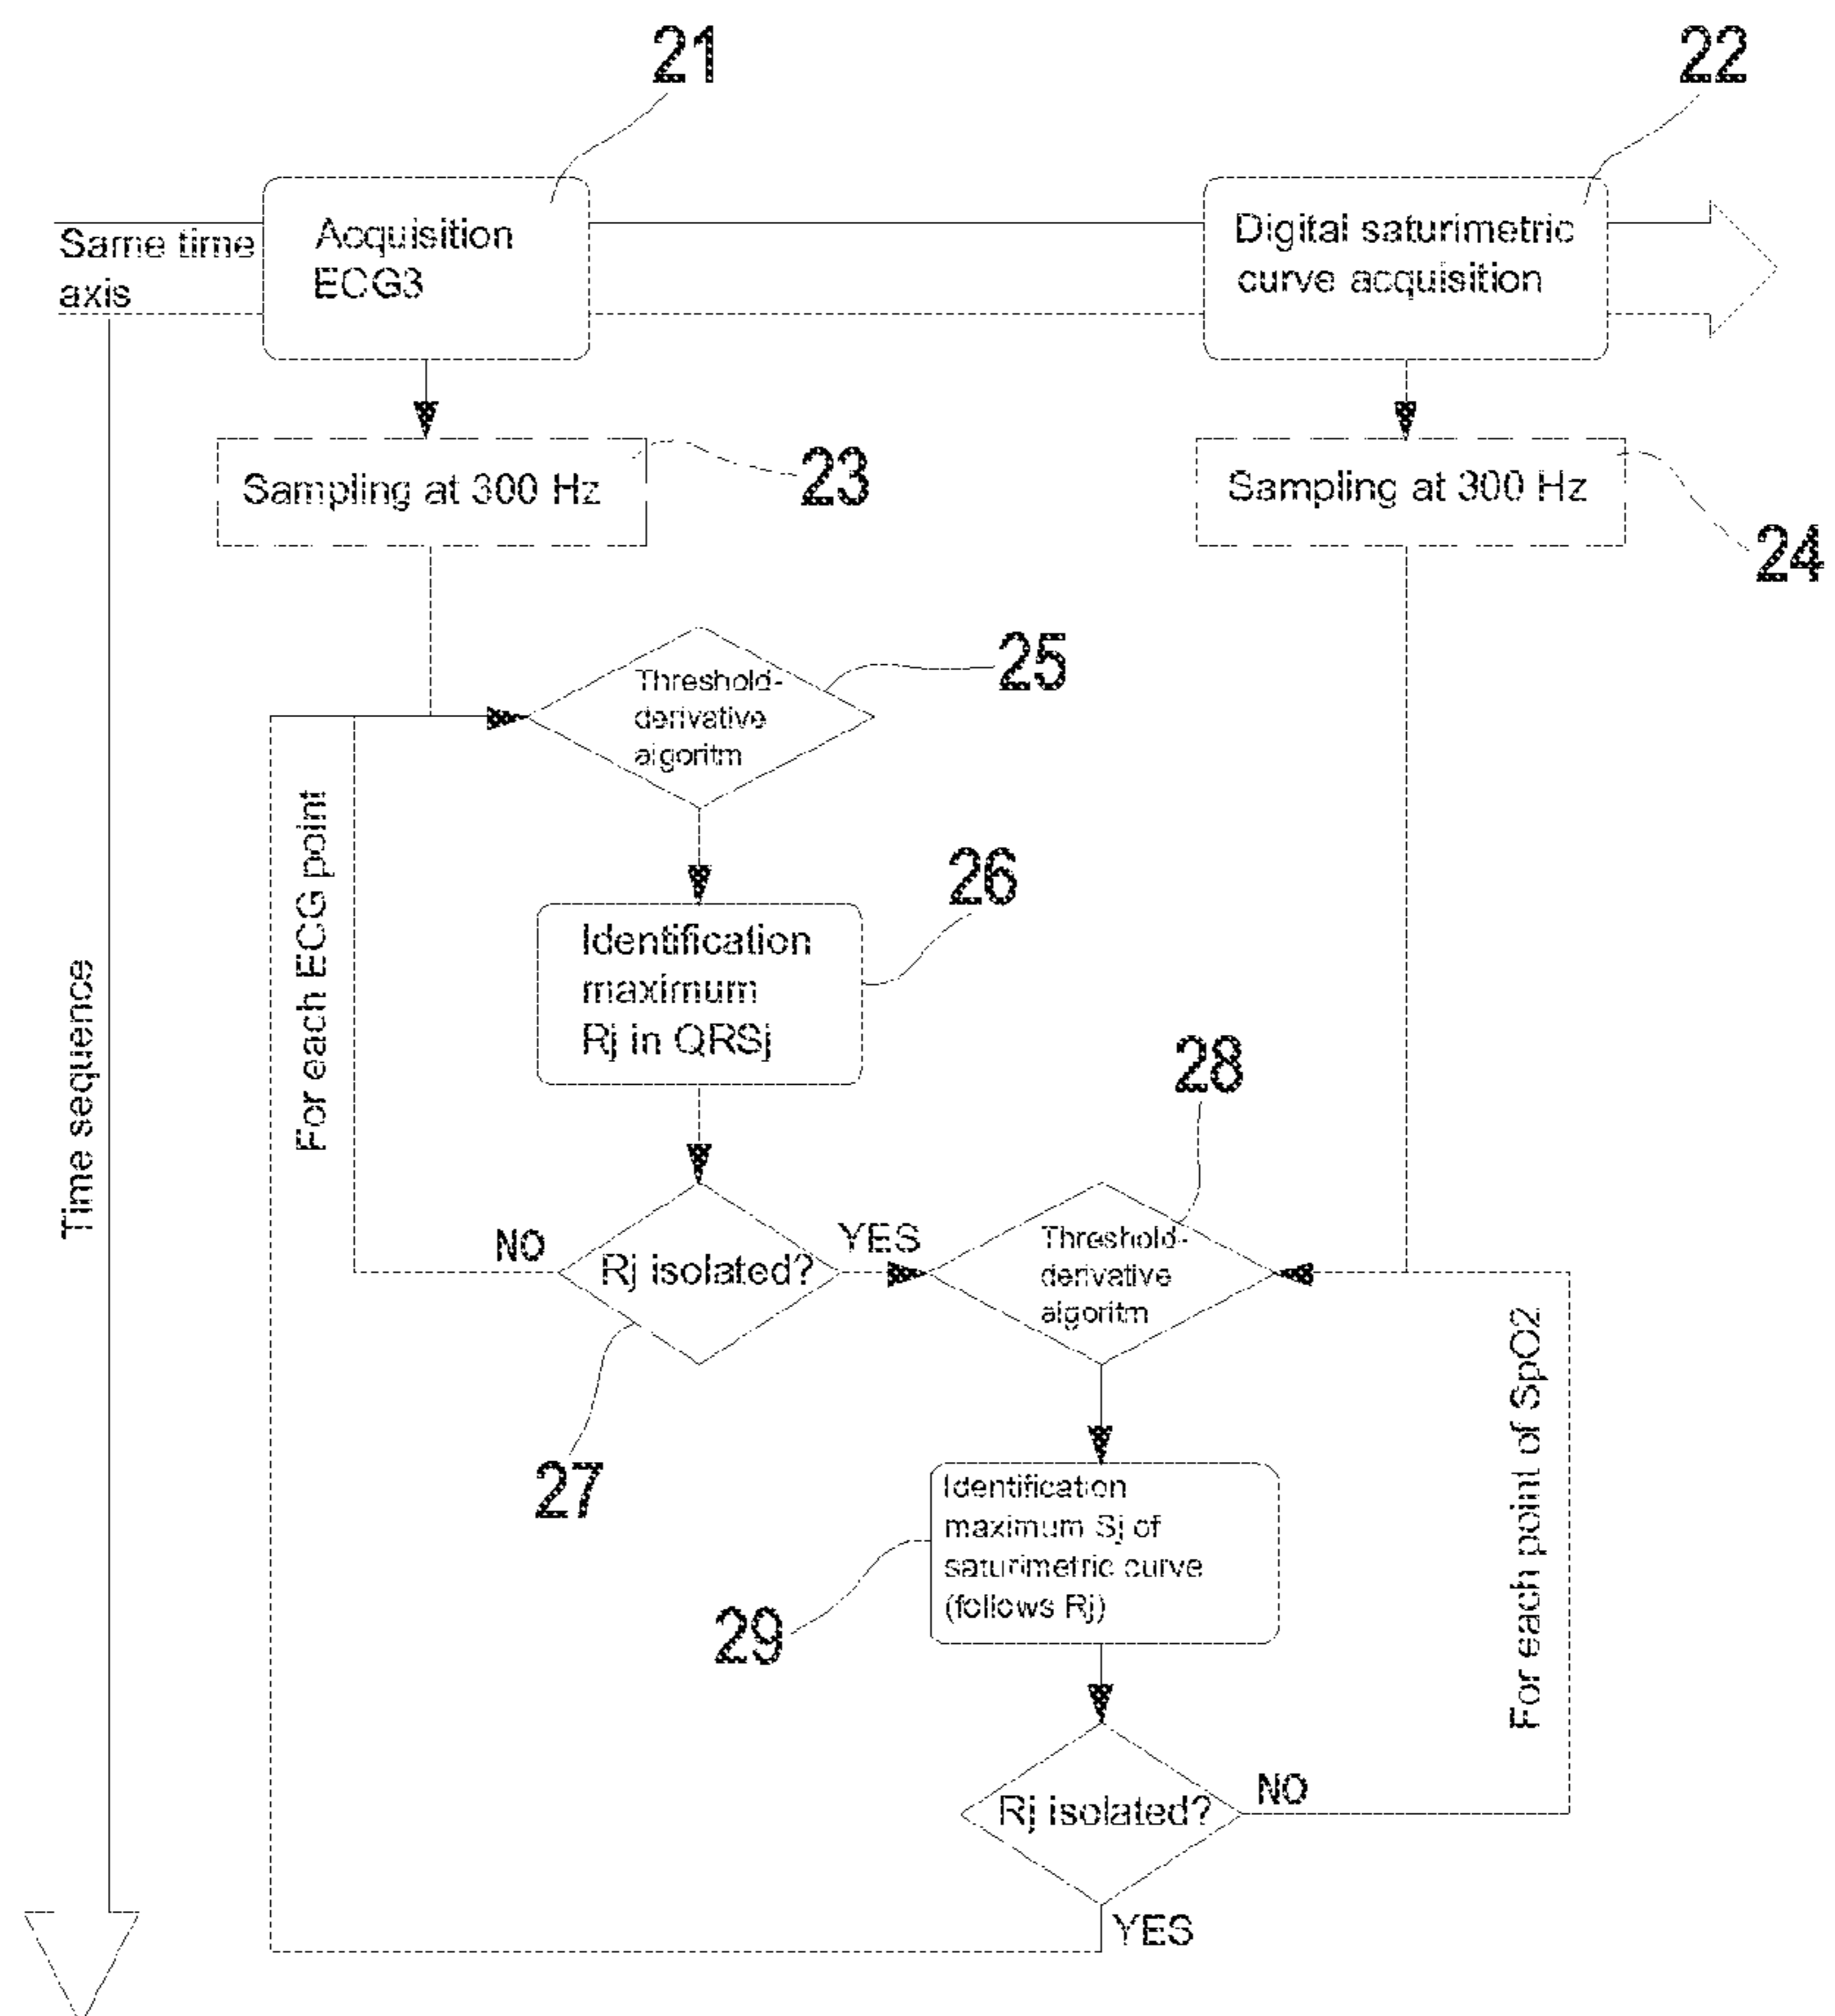 21
22
Same time
axis
Acquisition
ECG3
Digital saturimetric
curve acquisition
Sampling at 300 Hz
23
Sampling at 300 Hz
24
25
Threshold-
derivative
algoritm
For each ECG point
26
Identification
maximum
Rj in QRSj
Time sequence
28
NO
Rj isolated?
YES
Threshold-
derivative
algoritm
27
For each point of SpO2
Identification
maximum Sj of
saturimetric curve
(follows Rj)
29
Rj isolated?
NO
YES